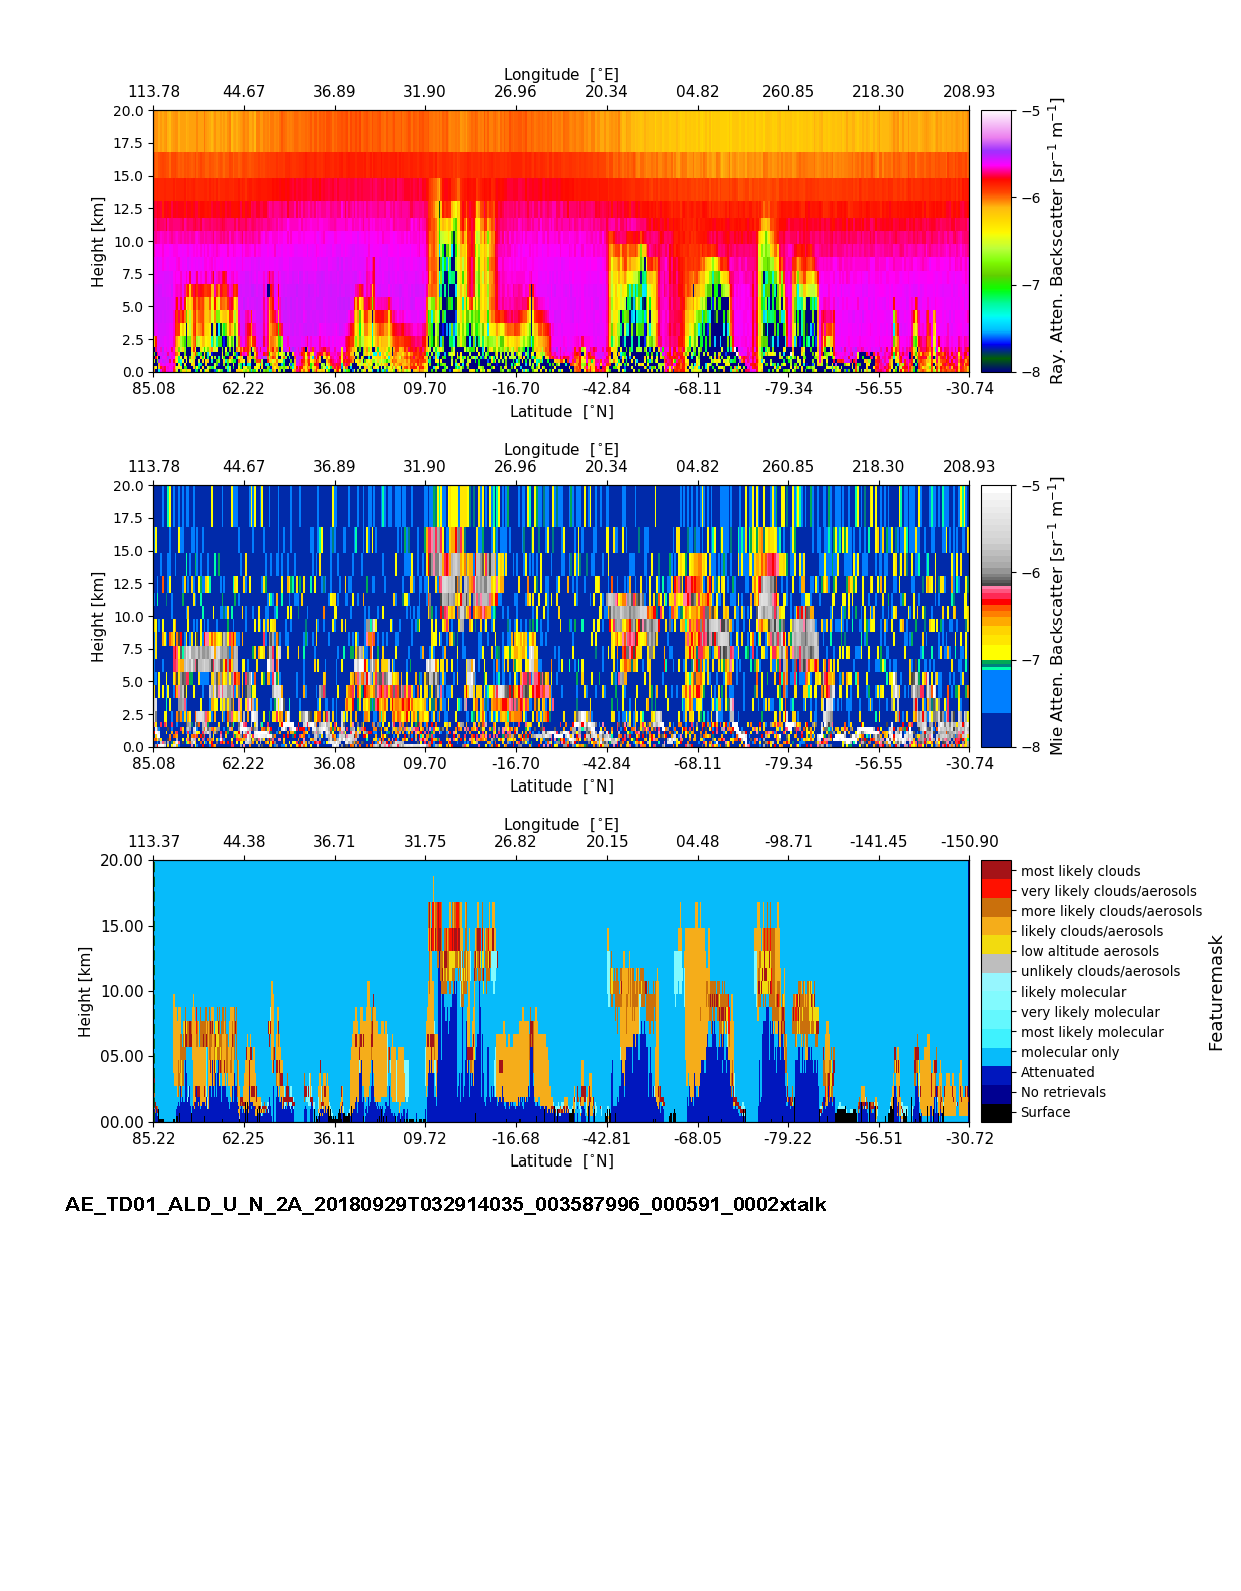 Longitude [°E]
113.78 44.67 36.89 31.90 26.96 20.34 04.82 260.85 218.30 208.93
20.0
17.5
15.0
12.5
10.0
7.5
5.0
2.5
0.0
Height [km]
85.08 62.22 36.08 09.70 -16.70 -42.84 -68.11 -79.34 -56.55 -30.74
Latitude [°N]
−5
−6
−7
−8
Ray. Atten. Backscatter [sr⁻¹ m⁻¹]
Longitude [°E]
113.78 44.67 36.89 31.90 26.96 20.34 04.82 260.85 218.30 208.93
20.0
17.5
15.0
12.5
10.0
7.5
5.0
2.5
0.0
Height [km]
85.08 62.22 36.08 09.70 -16.70 -42.84 -68.11 -79.34 -56.55 -30.74
Latitude [°N]
−5
−6
−7
−8
Mie Atten. Backscatter [sr⁻¹ m⁻¹]
Longitude [°E]
113.37 44.38 36.71 31.75 26.82 20.15 04.48 -98.71 -141.45 -150.90
20.00
15.00
10.00
05.00
00.00
Height [km]
85.22 62.25 36.11 09.72 -16.68 -42.81 -68.05 -79.22 -56.51 -30.72
Latitude [°N]
most likely clouds
very likely clouds/aerosols
more likely clouds/aerosols
likely clouds/aerosols
low altitude aerosols
unlikely clouds/aerosols
likely molecular
very likely molecular
most likely molecular
molecular only
Attenuated
No retrievals
Surface
Featuremask
AE_TD01_ALD_U_N_2A_20180929T032914035_003587996_000591_0002xtalk